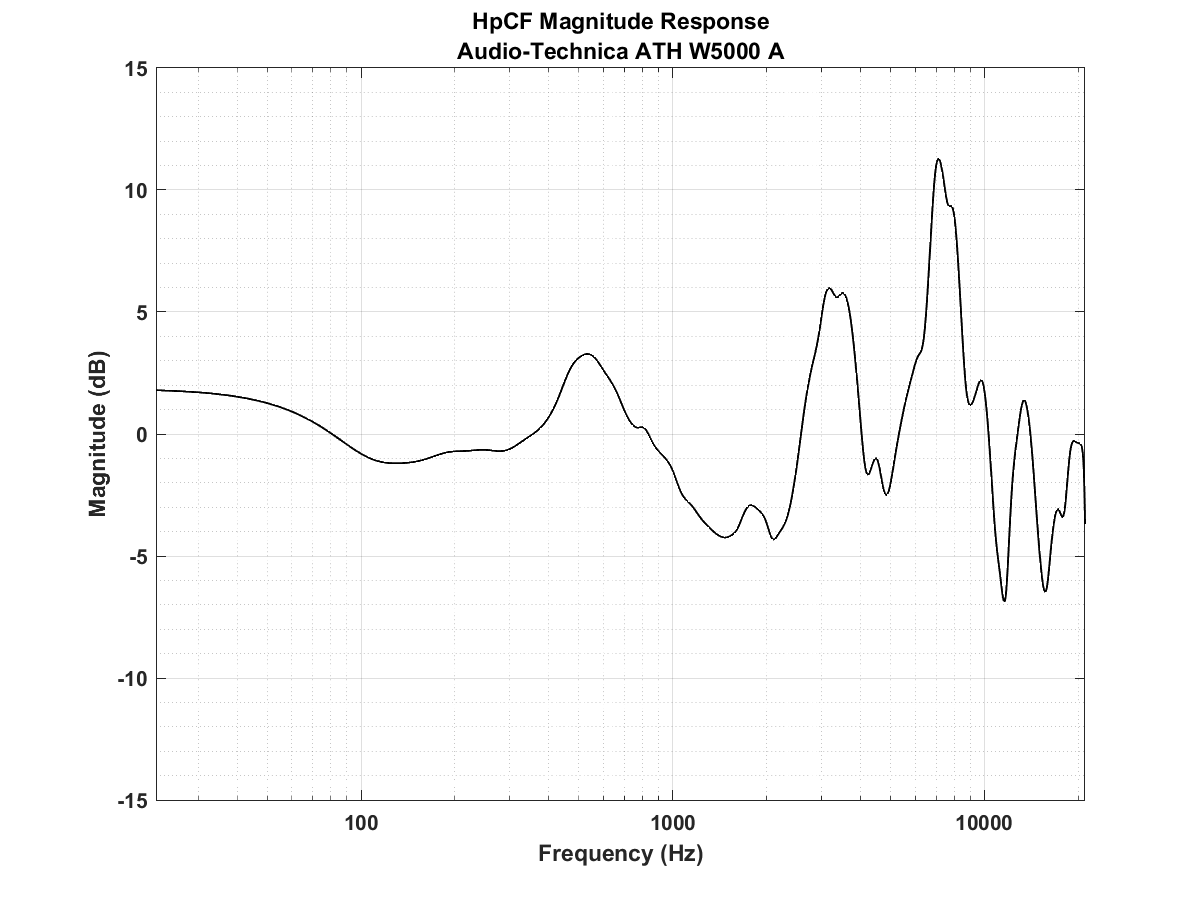 HpCF Magnitude Response
Audio-Technica ATH W5000 A
15
10
5
0
-5
-10
-15
Magnitude (dB)
100
1000
10000
Frequency (Hz)